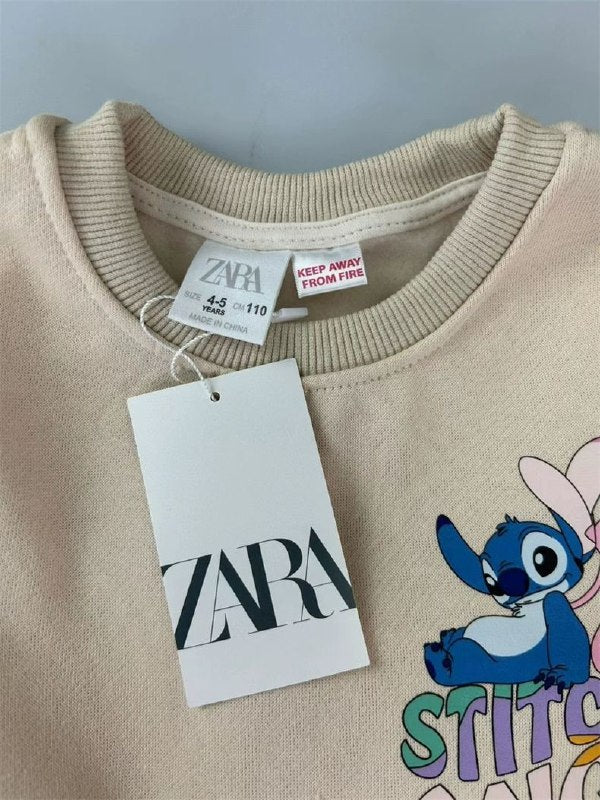 ZARA
SIZE 4-5 YEARS CM 110
MADE IN CHINA
KEEP AWAY
FROM FIRE
ZARA
STITC